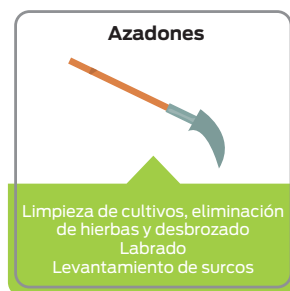 Azadones
Limpieza de cultivos, eliminación
de hierbas y desbrozado
Labrado
Levantamiento de surcos